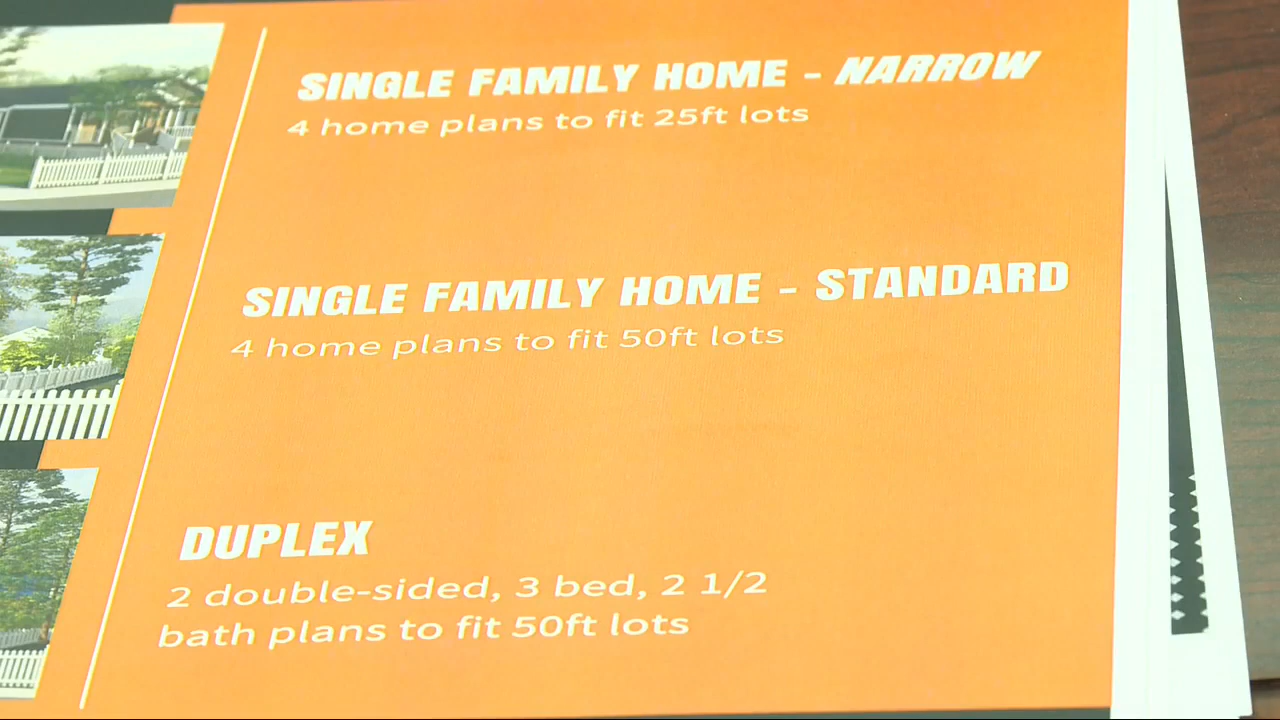 SINGLE FAMILY HOME - NARROW
4 home plans to fit 25ft lots
SINGLE FAMILY HOME - STANDARD
4 home plans to fit 50ft lots
DUPLEX
2 double-sided, 3 bed, 2 1/2
bath plans to fit 50ft lots